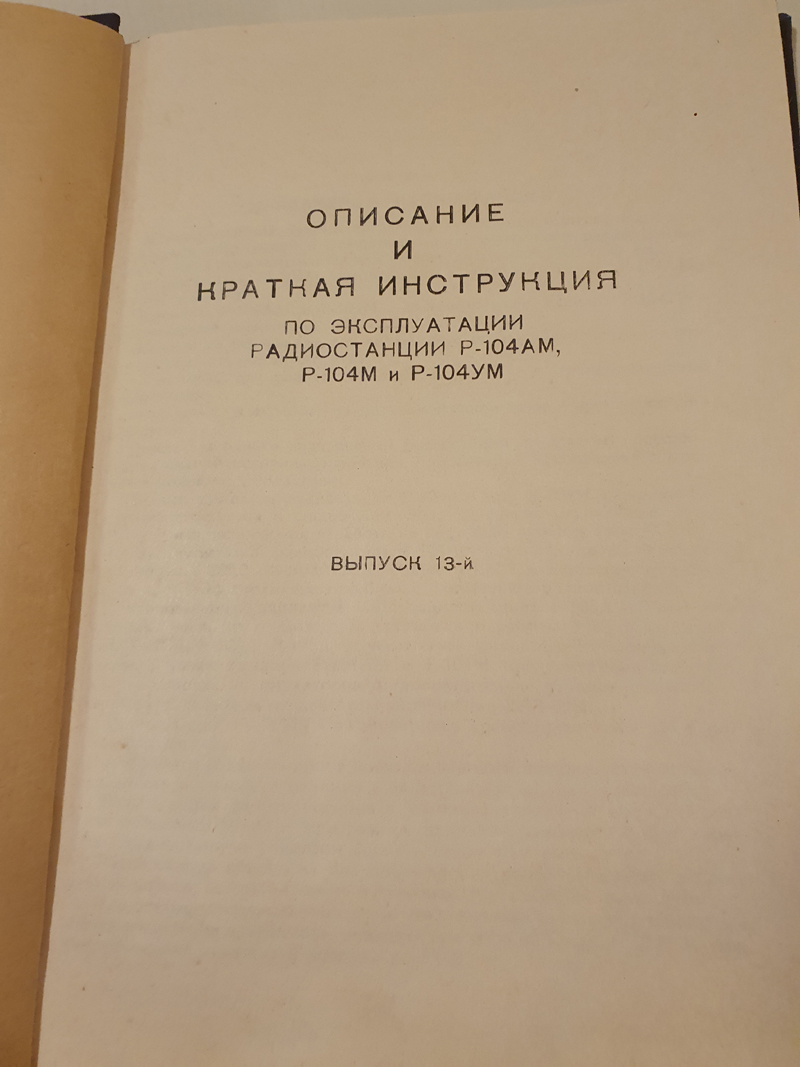 ОПИСАНИЕ
И
КРАТКАЯ ИНСТРУКЦИЯ
ПО ЭКСПЛУАТАЦИИ
РАДИОСТАНЦИИ Р-104АМ,
Р-104М и Р-104УМ
ВЫПУСК 13-й